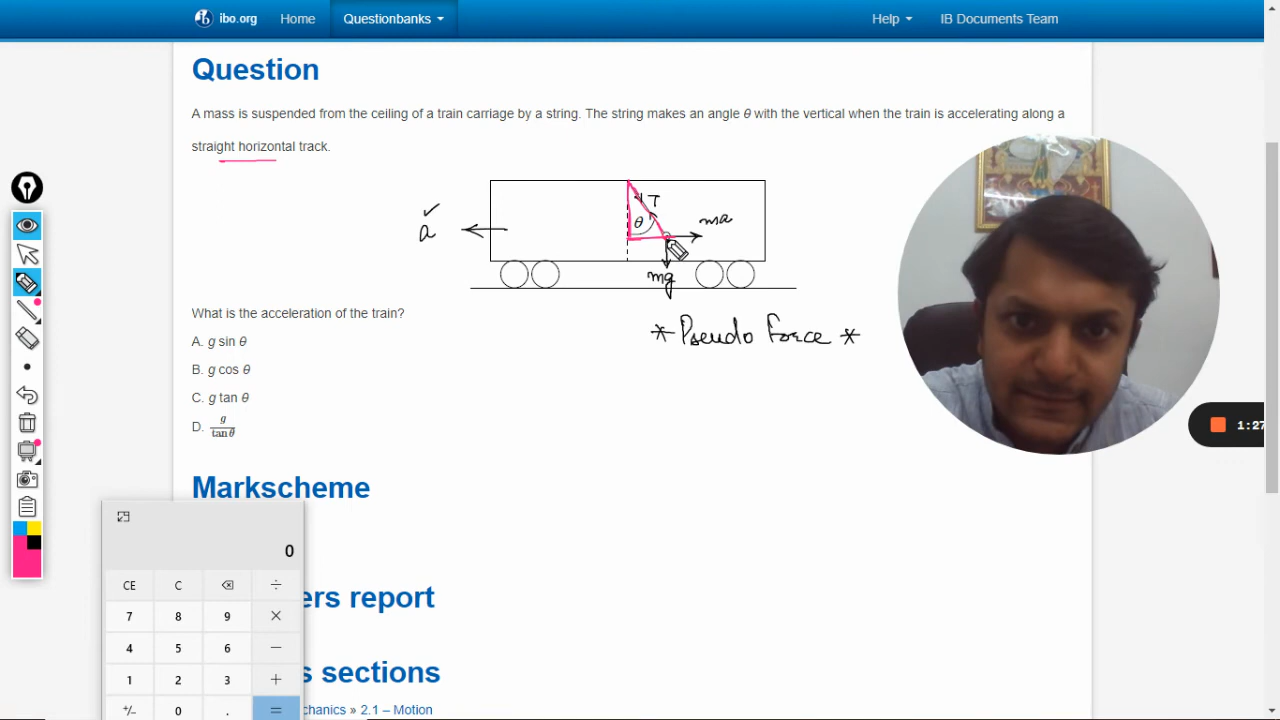 ibo.org Home Questionbanks Help IB Documents Team
Question
A mass is suspended from the ceiling of a train carriage by a string. The string makes an angle θ with the vertical when the train is accelerating along a
straight horizontal track.
T
ma
θ
a
mg
What is the acceleration of the train?
* Pseudo Force *
A. g sin θ
B. g cos θ
C. g tan θ
D. g/tanθ
1:27
Markscheme
0
CE C ÷
ers report
7 8 9 ×
4 5 6 −
s sections
1 2 3 +
chanics » 2.1 – Motion
+/− 0 . =